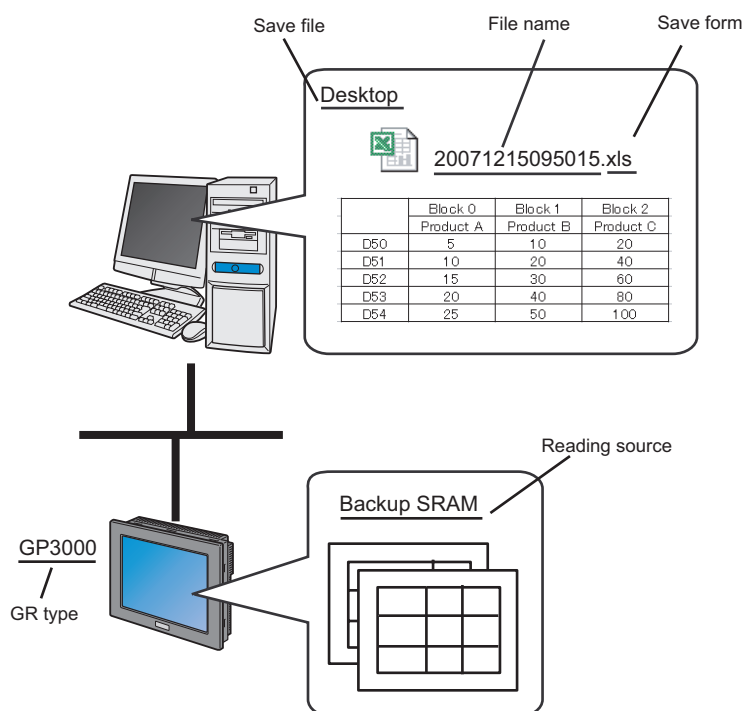 Save file
File name
Save form
Desktop
20071215095015.xls
Block 0 Block 1 Block 2
Product A Product B Product C
D50 5 10 20
D51 10 20 40
D52 15 30 60
D53 20 40 80
D54 25 50 100
Reading source
Backup SRAM
GP3000
GR type